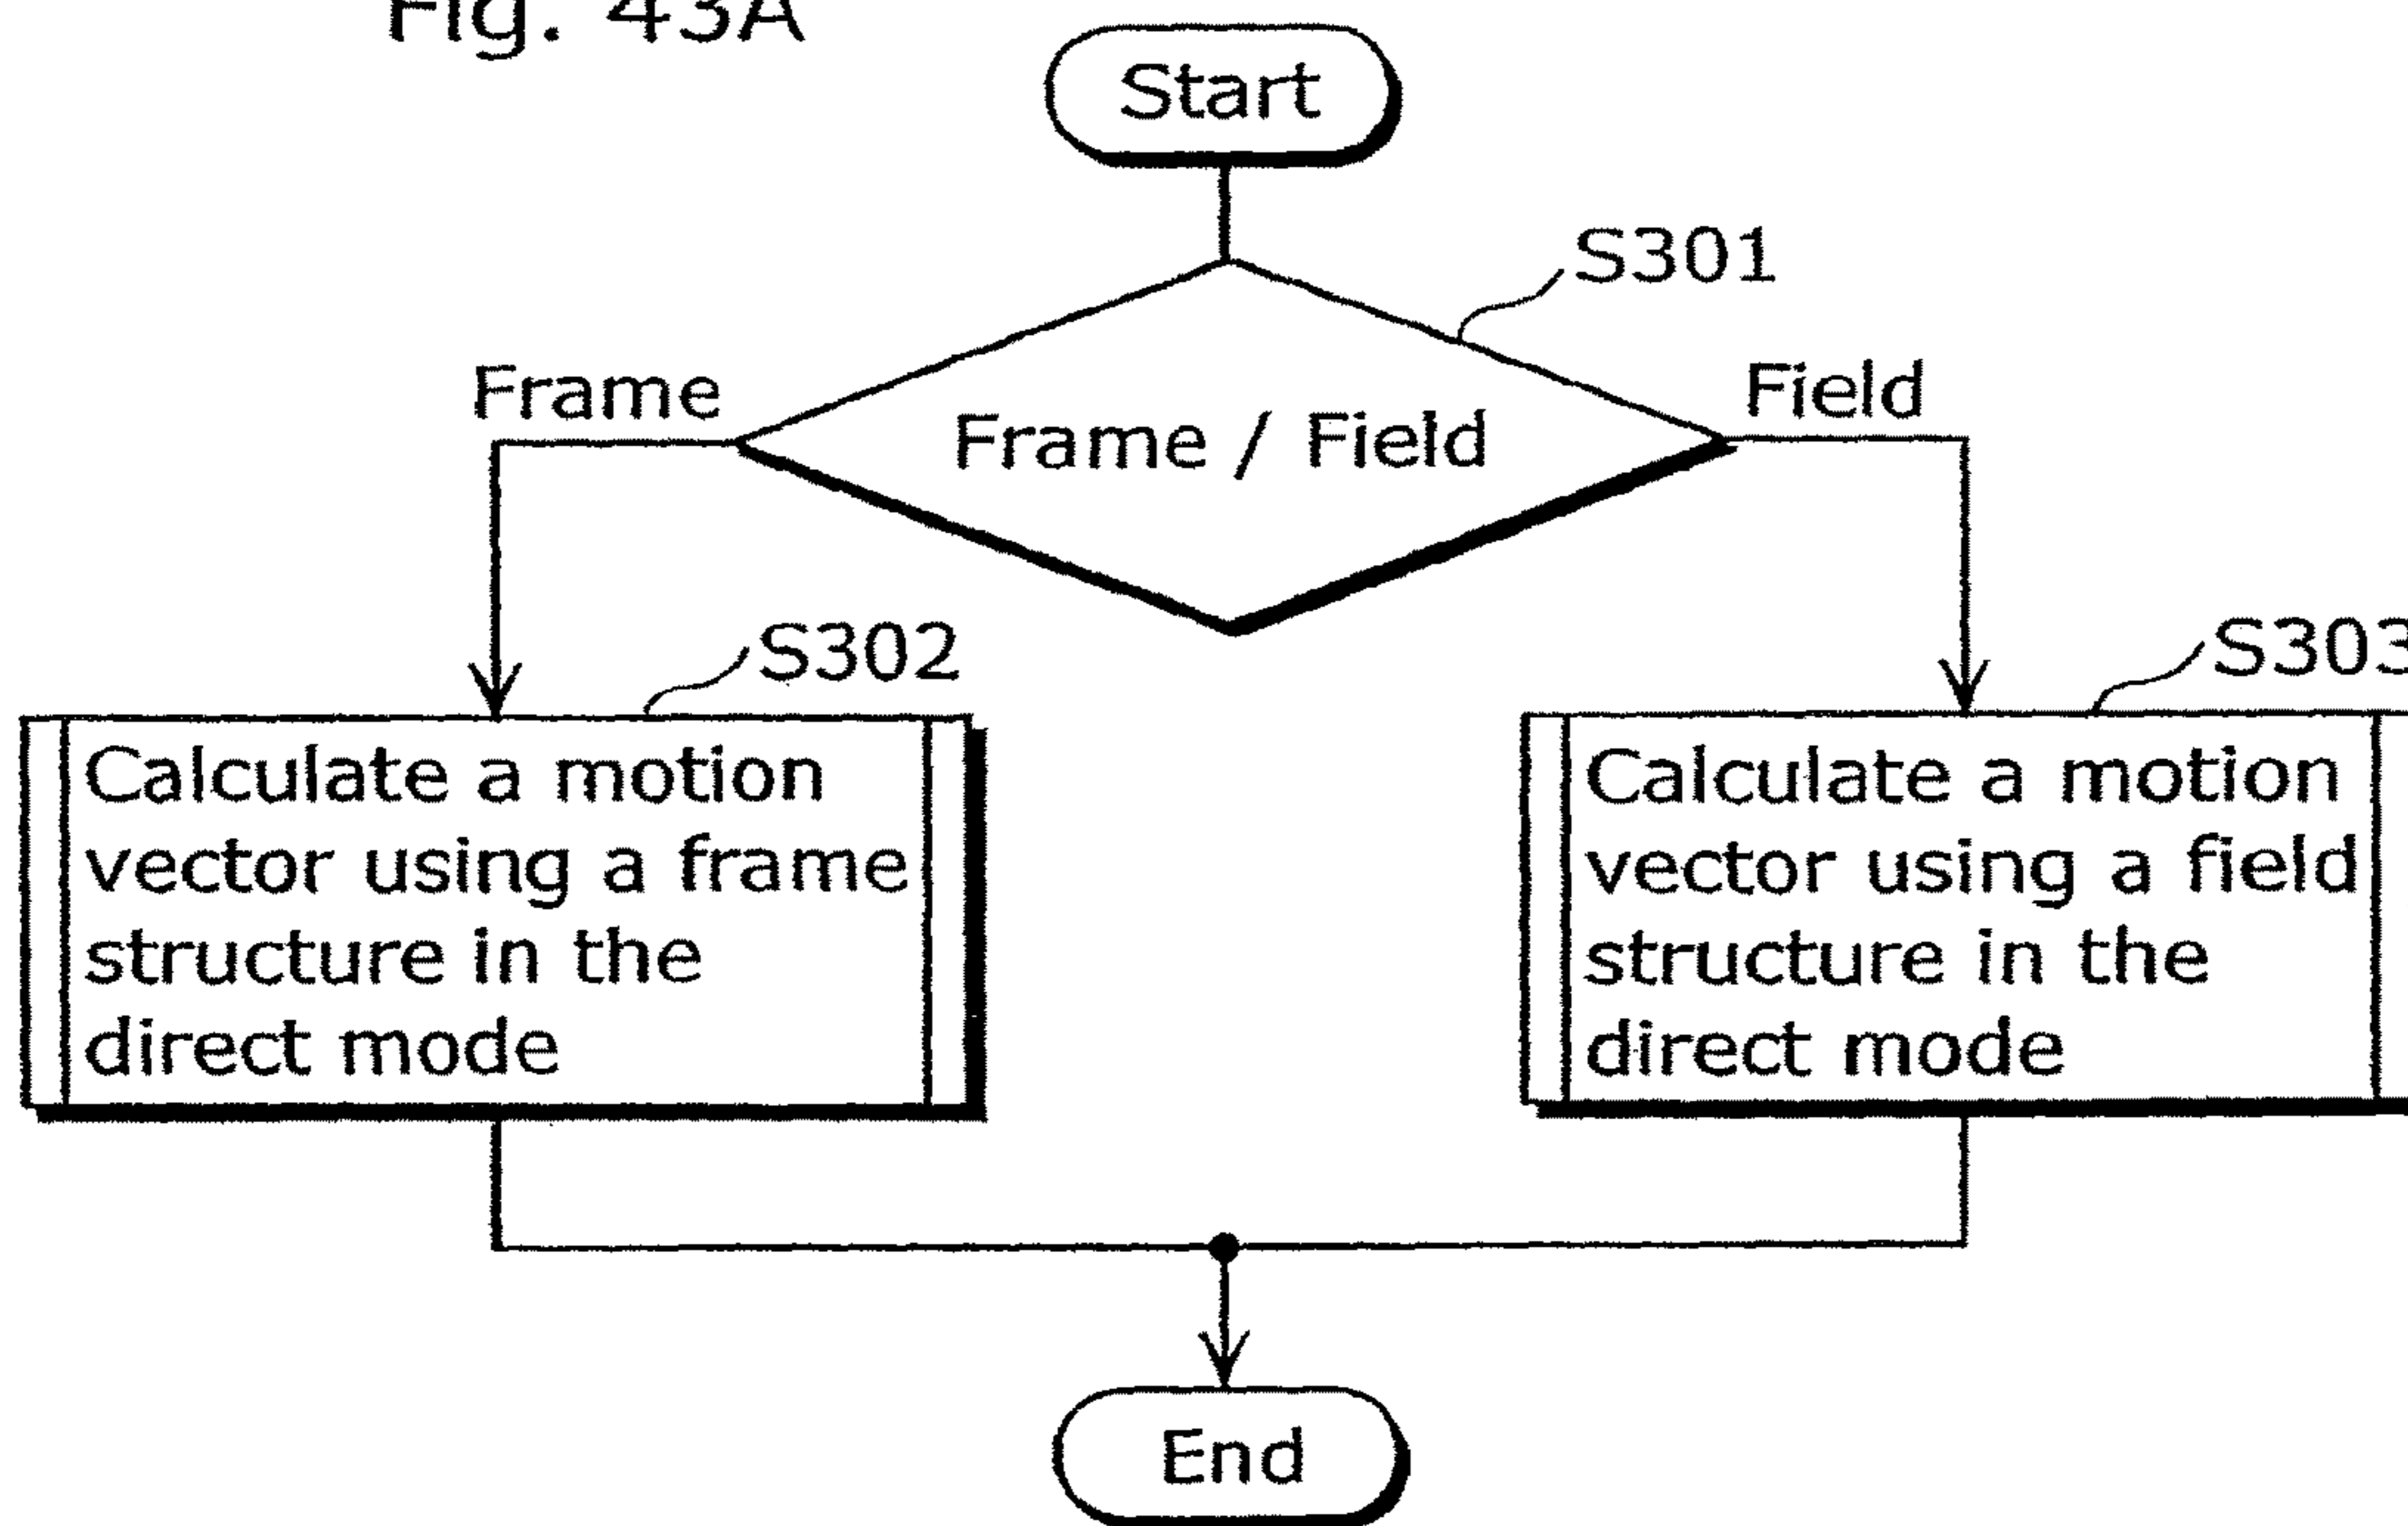 Fig. 43A
Start
S301
Frame
Field
Frame / Field
S302
S303
Calculate a motion
vector using a frame
structure in the
direct mode
Calculate a motion
vector using a field
structure in the
direct mode
End